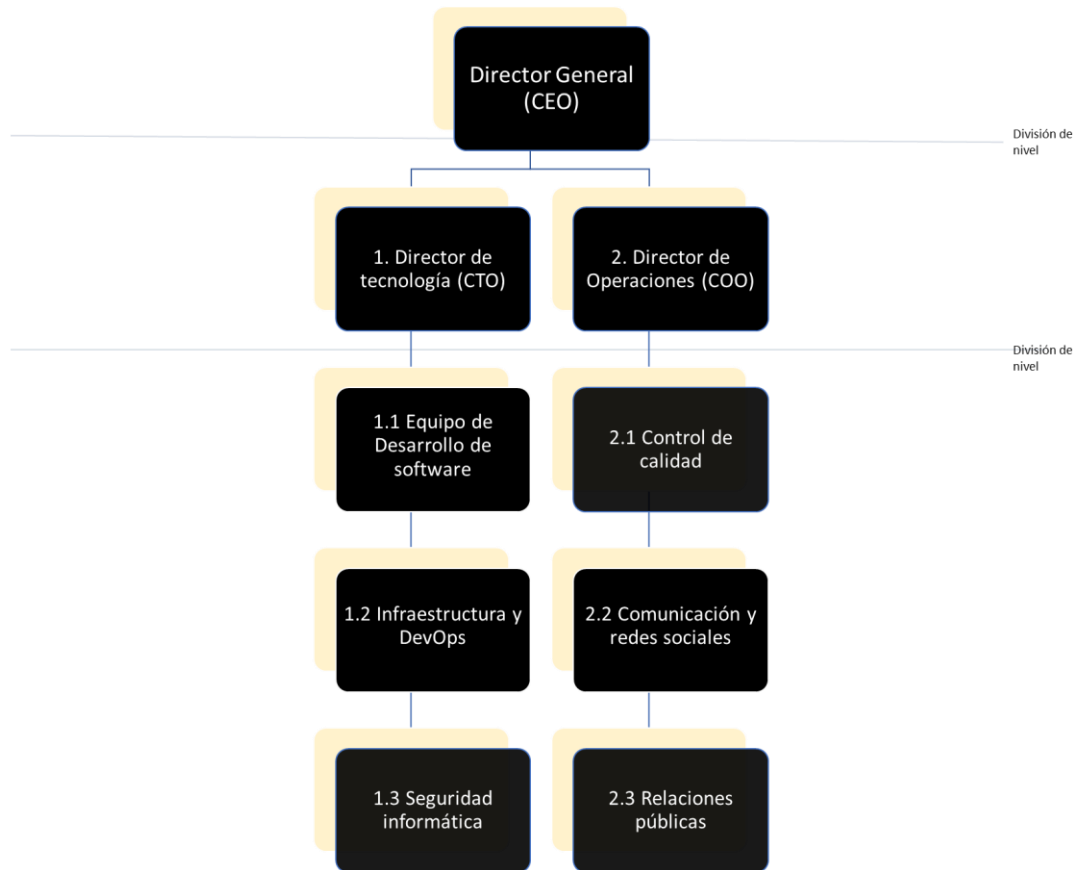 Director General
(CEO)
División de
nivel
1. Director de
tecnología (CTO)
2. Director de
Operaciones (COO)
División de
nivel
1.1 Equipo de
Desarrollo de
software
2.1 Control de
calidad
1.2 Infraestructura y
DevOps
2.2 Comunicación y
redes sociales
1.3 Seguridad
informática
2.3 Relaciones
públicas